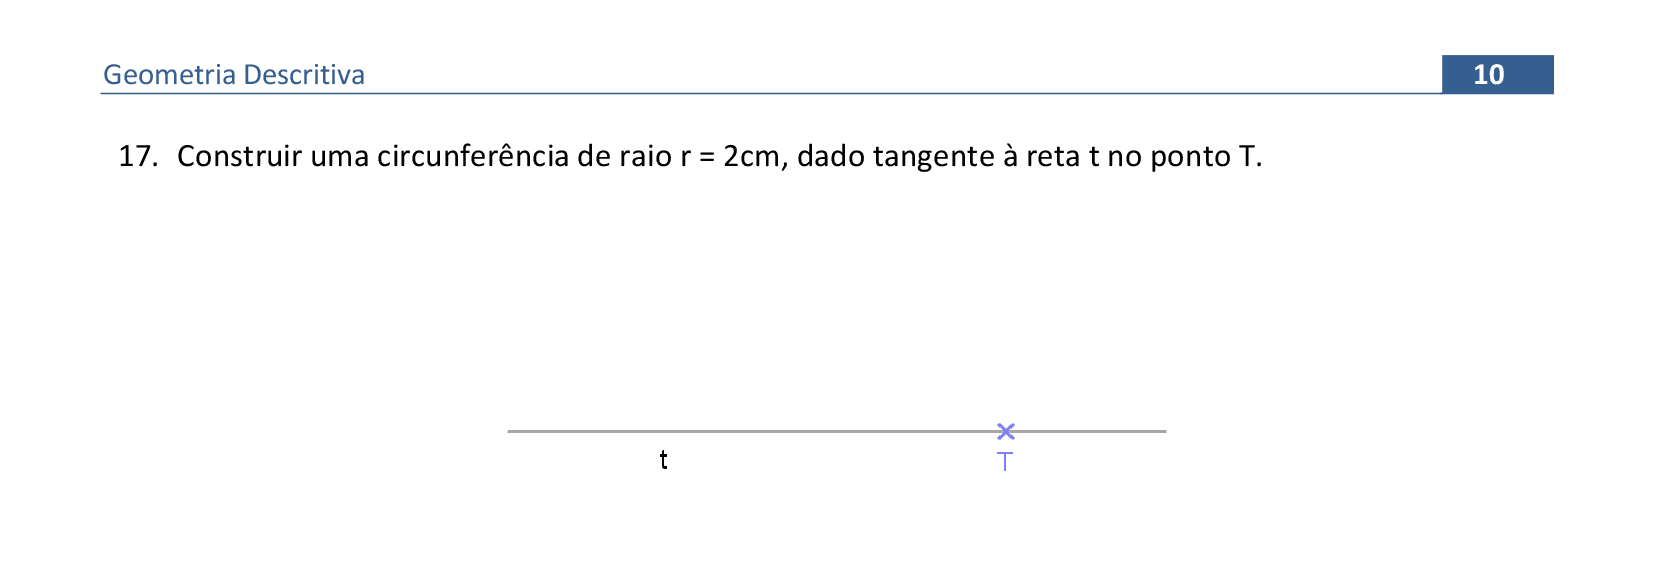 Geometria Descritiva 10
17. Construir uma circunferência de raio r = 2cm, dado tangente à reta t no ponto T.
t T